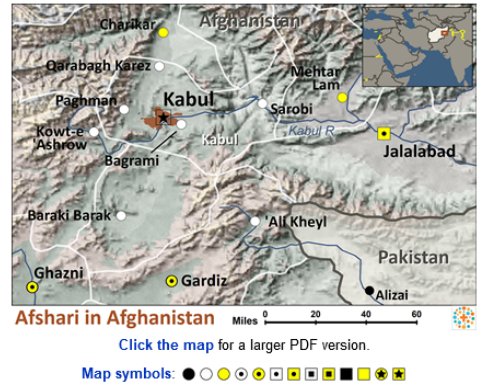 Charikar
Afghanistan
Qarabagh Karez
Mehtar
Lam
Paghman
Kabul
Sarobi
Kowt-e
Ashrow
Kabul
Kabul R
Bagrami
Jalalabad
Baraki Barak
'Ali Kheyl
Pakistan
Ghazni
Gardiz
Alizai
Afshari in Afghanistan
Miles 0 20 40 60
Click the map for a larger PDF version.
Map symbols: